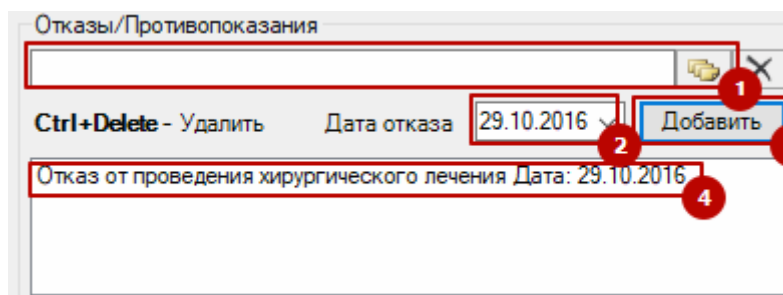 Отказы/Противопоказания
1
Ctrl+Delete - Удалить Дата отказа 29.10.2016 Добавить
2
Отказ от проведения хирургического лечения Дата: 29.10.2016
4